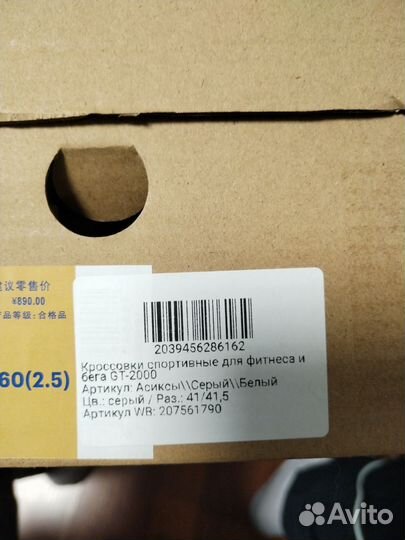 建议零售价
¥890.00
产品等级:合格品
60(2.5)
2039456286162
Кроссовки спортивные для фитнеса и
бега GT-2000
Артикул: Асиксы\\Серый\\Белый
Цв.: серый / Раз.: 41/41,5
Артикул WB: 207561790
Avito